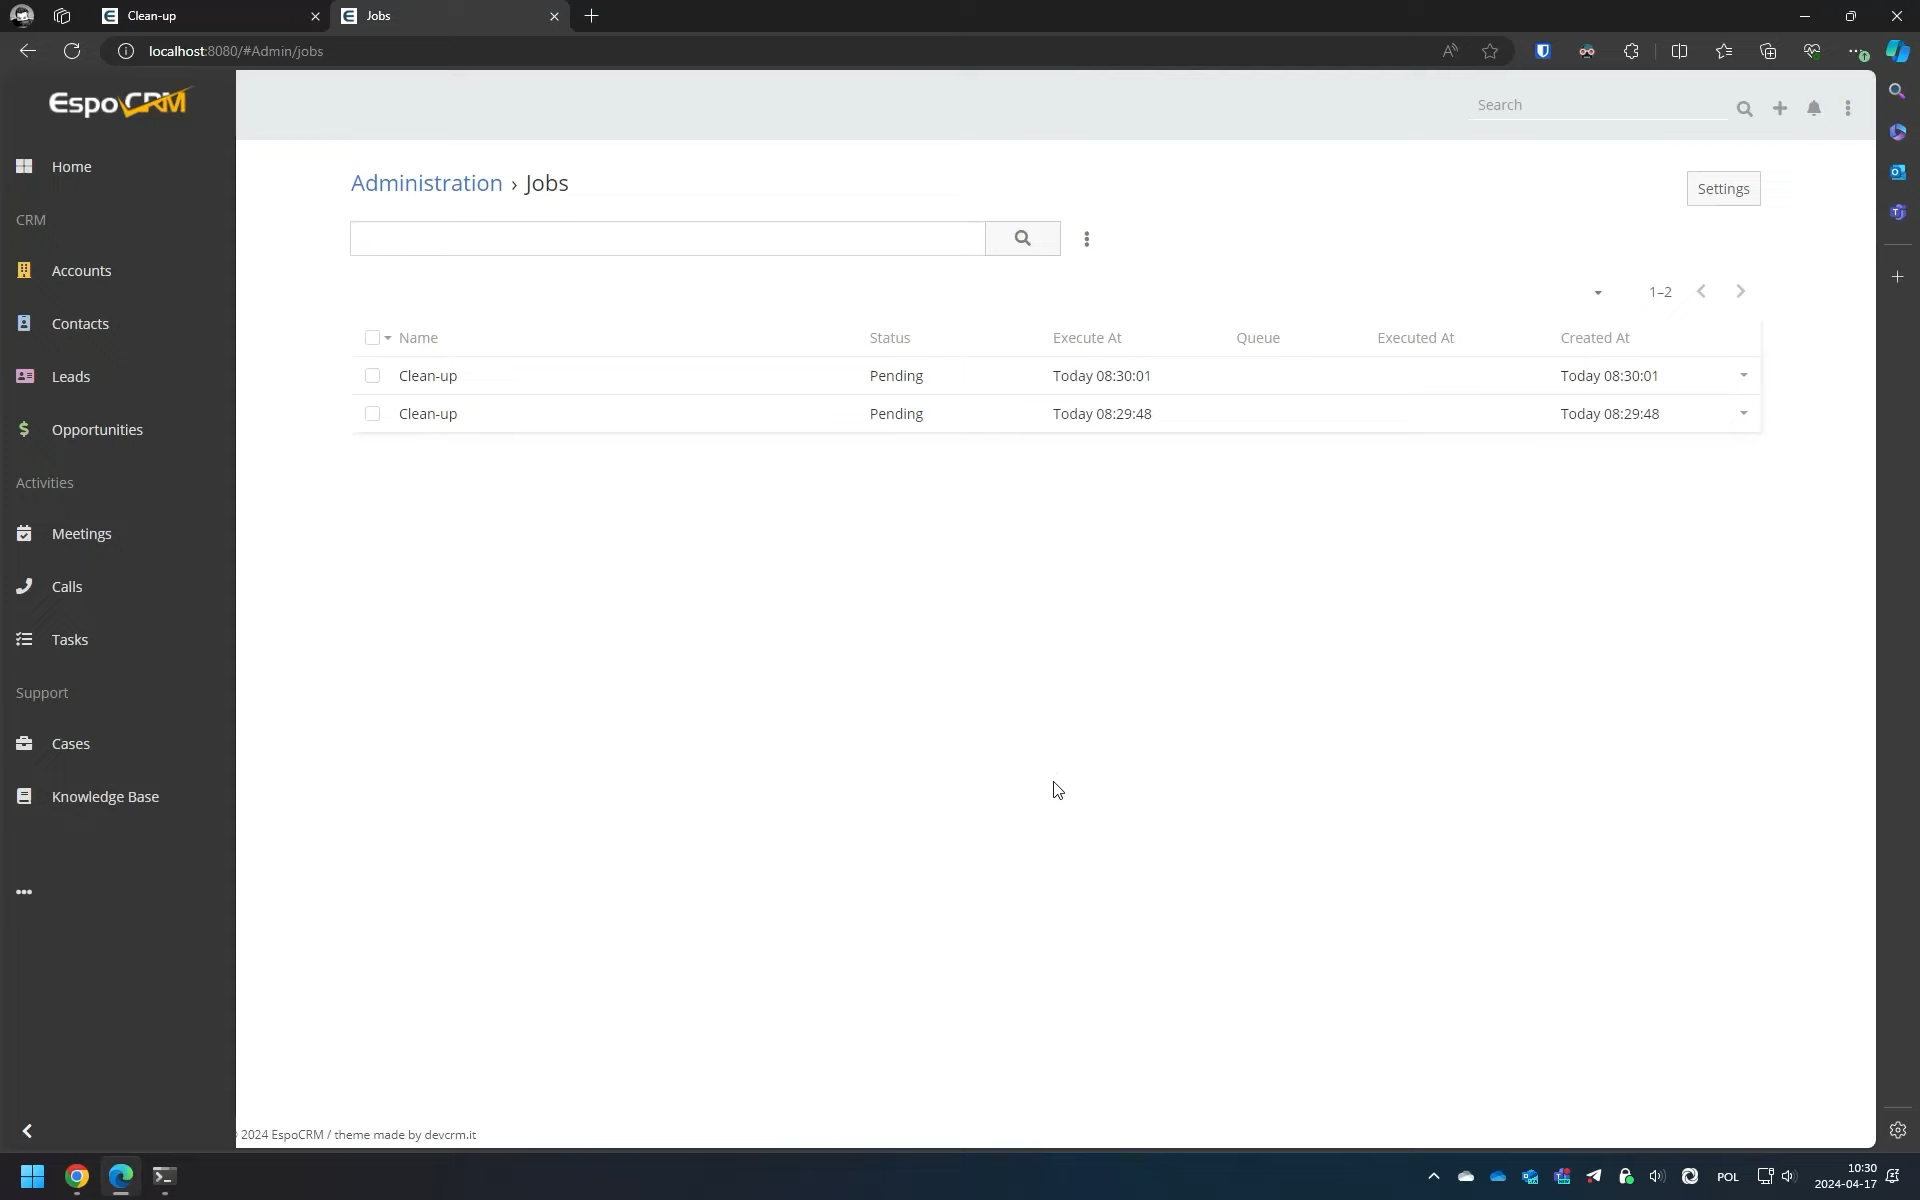 Clean-up
Jobs
localhost:8080/#Admin/jobs
EspoCRM
Search
Home
CRM
Accounts
Contacts
Leads
Opportunities
Activities
Meetings
Calls
Tasks
Support
Cases
Knowledge Base
Administration › Jobs
Settings
1–2
Name Status Execute At Queue Executed At Created At
Clean-up Pending Today 08:30:01 Today 08:30:01
Clean-up Pending Today 08:29:48 Today 08:29:48
2024 EspoCRM / theme made by devcrm.it
POL
10:30
2024-04-17